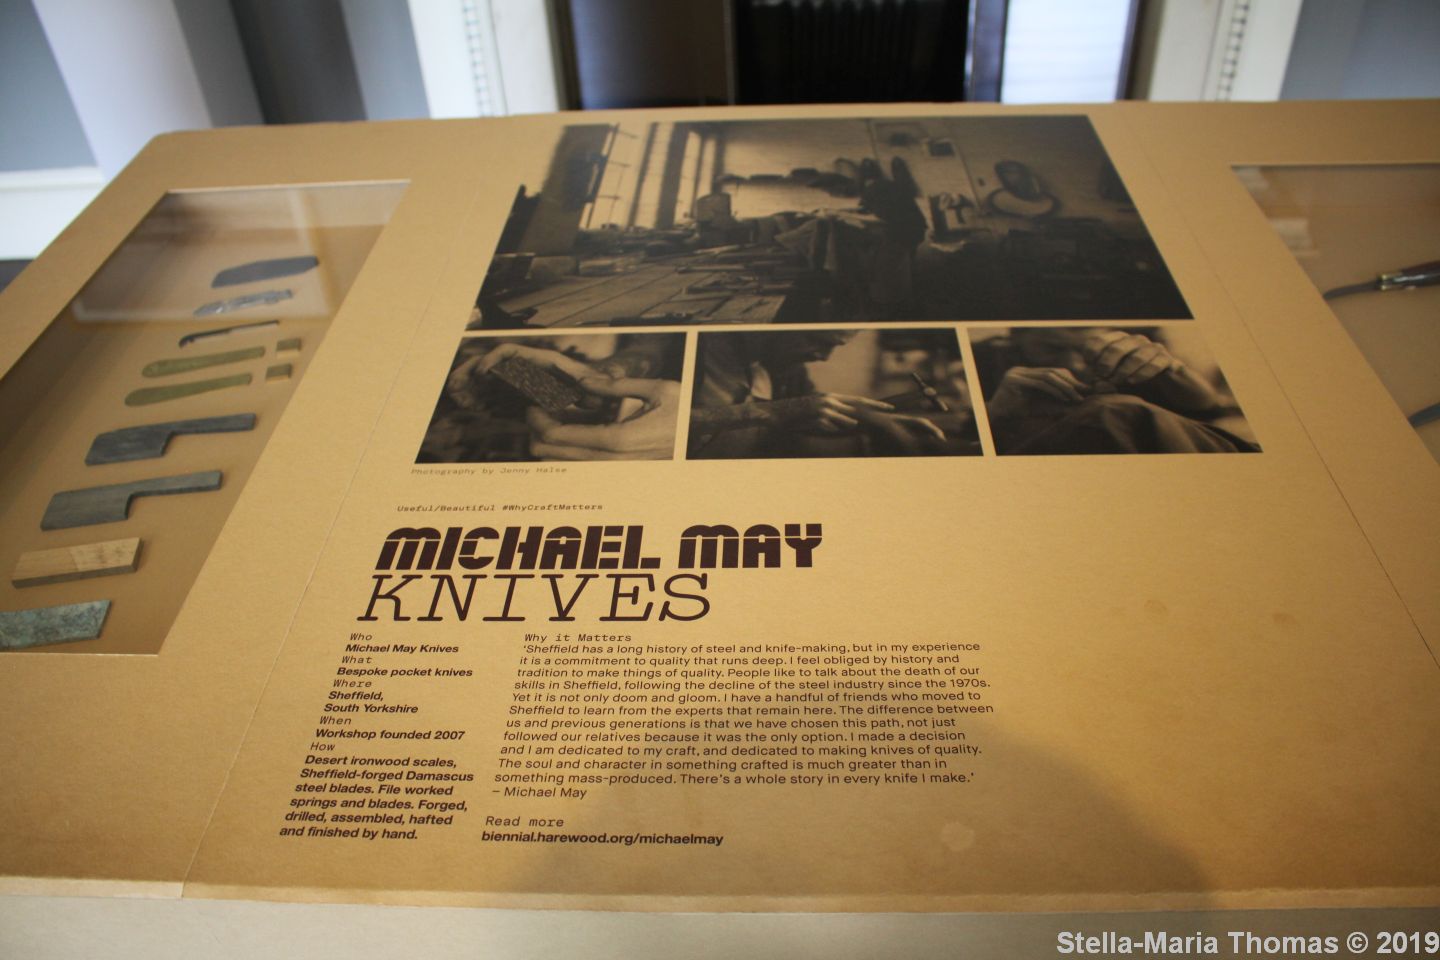 Photography by Jenny Halse
Useful/Beautiful #WhyCraftMatters
MICHAEL MAY
KNIVES
Who
Michael May Knives
What
Bespoke pocket knives
Where
Sheffield,
South Yorkshire
When
Workshop founded 2007
How
Desert ironwood scales,
Sheffield-forged Damascus
steel blades. File worked
springs and blades. Forged,
drilled, assembled, hafted
and finished by hand.
Why it Matters
‘Sheffield has a long history of steel and knife-making, but in my experience
it is a commitment to quality that runs deep. I feel obliged by history and
tradition to make things of quality. People like to talk about the death of our
skills in Sheffield, following the decline of the steel industry since the 1970s.
Yet it is not only doom and gloom. I have a handful of friends who moved to
Sheffield to learn from the experts that remain here. The difference between
us and previous generations is that we have chosen this path, not just
followed our relatives because it was the only option. I made a decision
and I am dedicated to my craft, and dedicated to making knives of quality.
The soul and character in something crafted is much greater than in
something mass-produced. There's a whole story in every knife I make.’
– Michael May
Read more
biennial.harewood.org/michaelmay
Stella-Maria Thomas © 2019